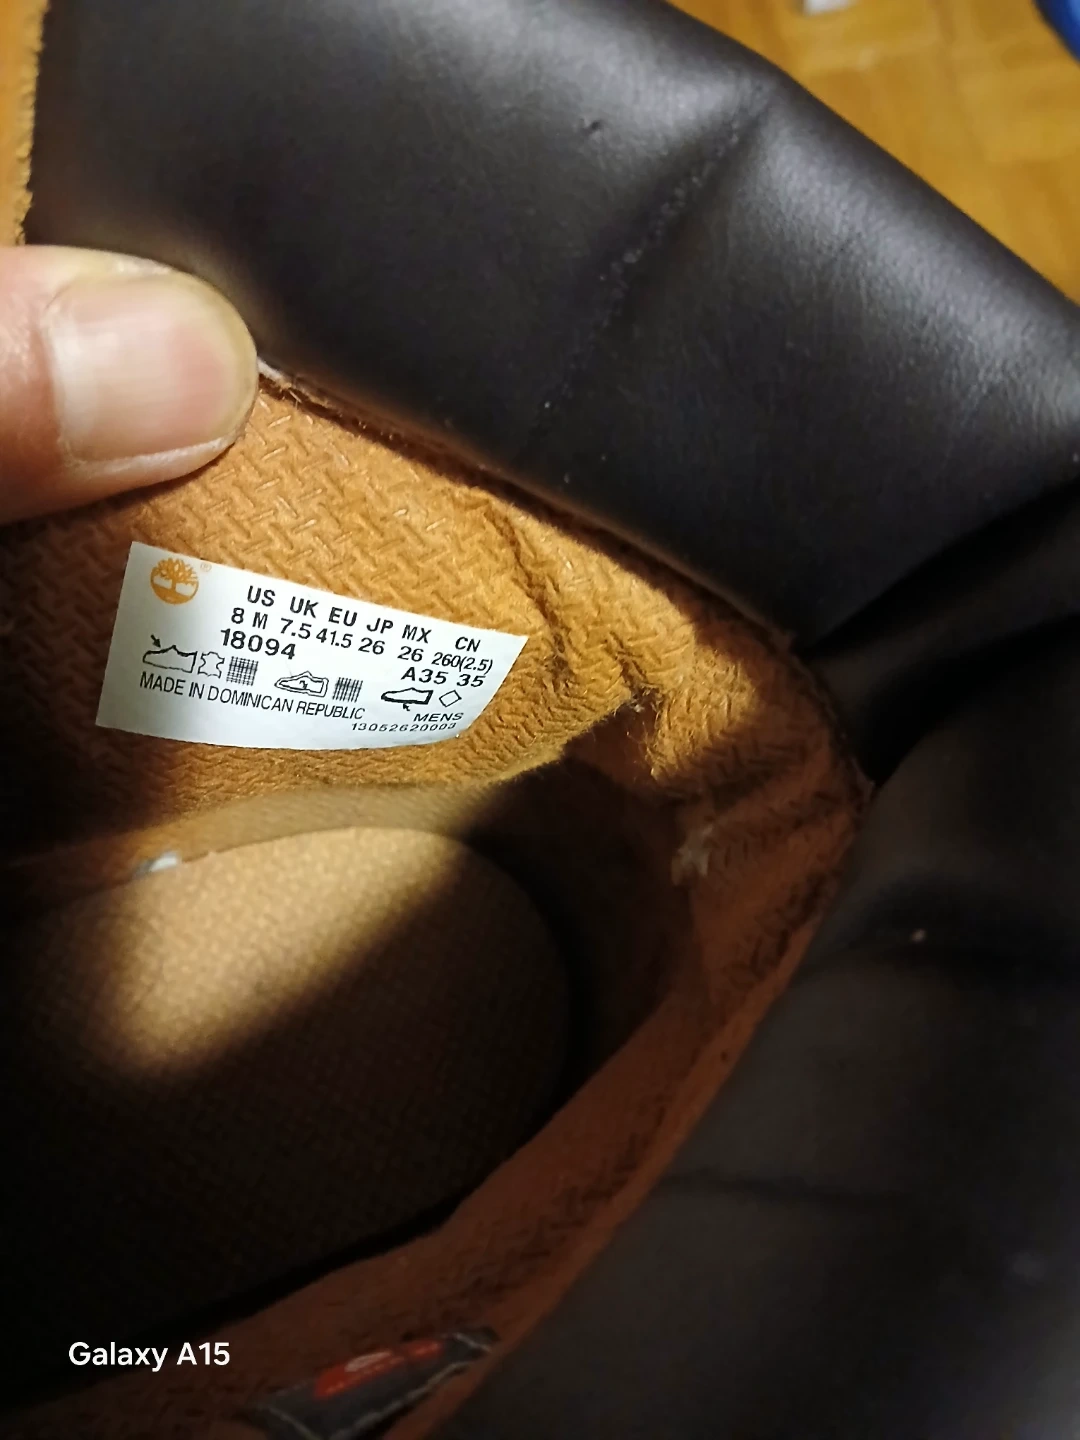 ®
US UK EU JP MX CN
8 M 7.5 41.5 26 26 260(2.5)
18094 A35 35
MADE IN DOMINICAN REPUBLIC MENS
13052620003
Galaxy A15